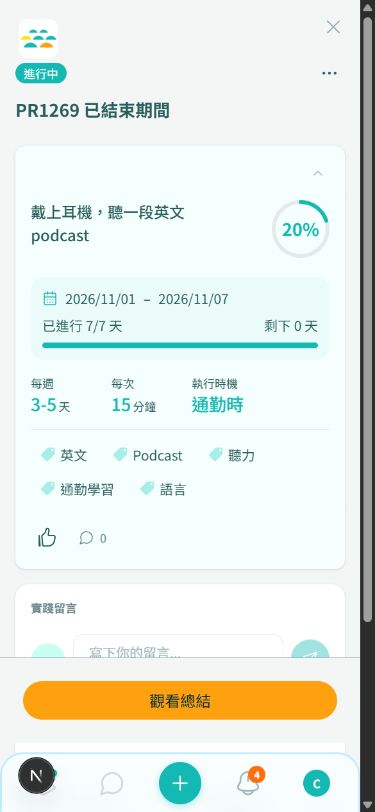 進行中
PR1269 已結束期間
戴上耳機，聽一段英文
podcast
20%
2026/11/01 – 2026/11/07
已進行 7/7 天
剩下 0 天
每週
3-5 天
每次
15 分鐘
執行時機
通勤時
英文
Podcast
聽力
通勤學習
語言
0
實踐留言
寫下你的留言...
觀看總結
N
4
C